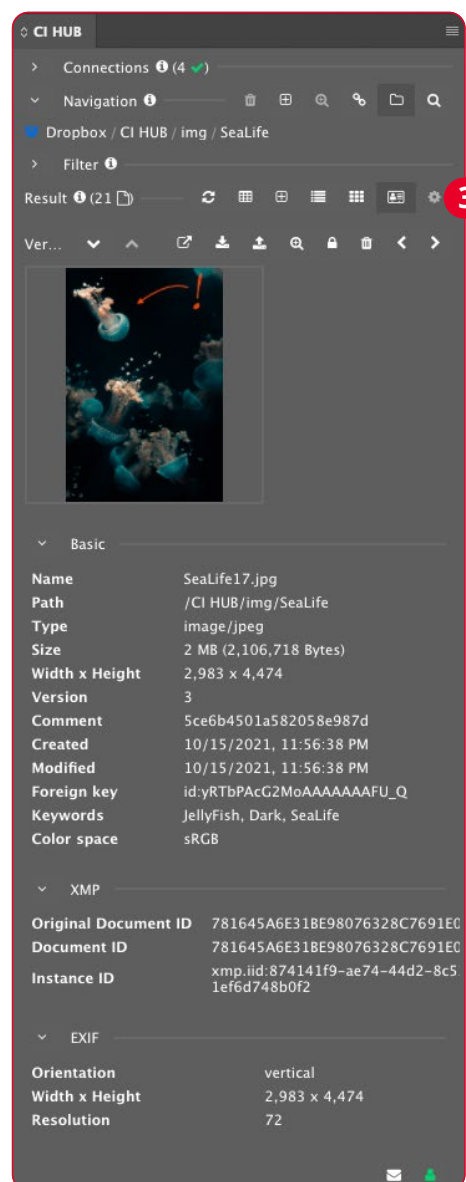 CI HUB
Connections (4 ✓)
Navigation
Dropbox / CI HUB / img / SeaLife
Filter
Result (21)
3
Ver...
!
Basic
Name SeaLife17.jpg
Path /CI HUB/img/SeaLife
Type image/jpeg
Size 2 MB (2,106,718 Bytes)
Width x Height 2,983 x 4,474
Version 3
Comment 5ce6b4501a582058e987d
Created 10/15/2021, 11:56:38 PM
Modified 10/15/2021, 11:56:38 PM
Foreign key id:yRTbPAcG2MoAAAAAAAFU_Q
Keywords JellyFish, Dark, SeaLife
Color space sRGB
XMP
Original Document ID 781645A6E31BE98076328C7691E0
Document ID 781645A6E31BE98076328C7691E0
Instance ID xmp.iid:874141f9-ae74-44d2-8c5
1ef6d748b0f2
EXIF
Orientation vertical
Width x Height 2,983 x 4,474
Resolution 72